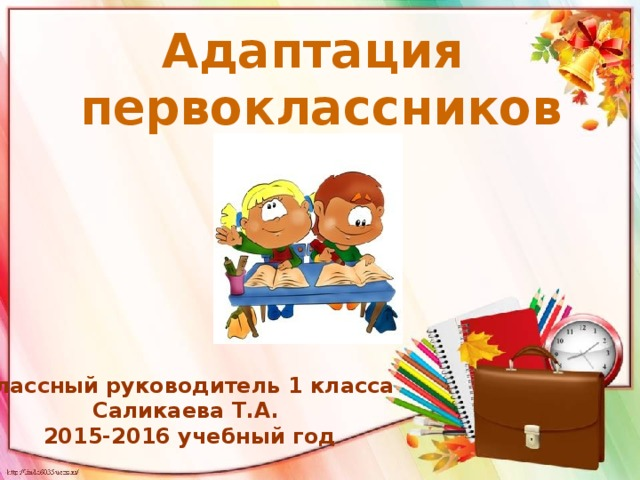 Адаптация
первоклассников
лассный руководитель 1 класса
Саликаева Т.А.
2015-2016 учебный год